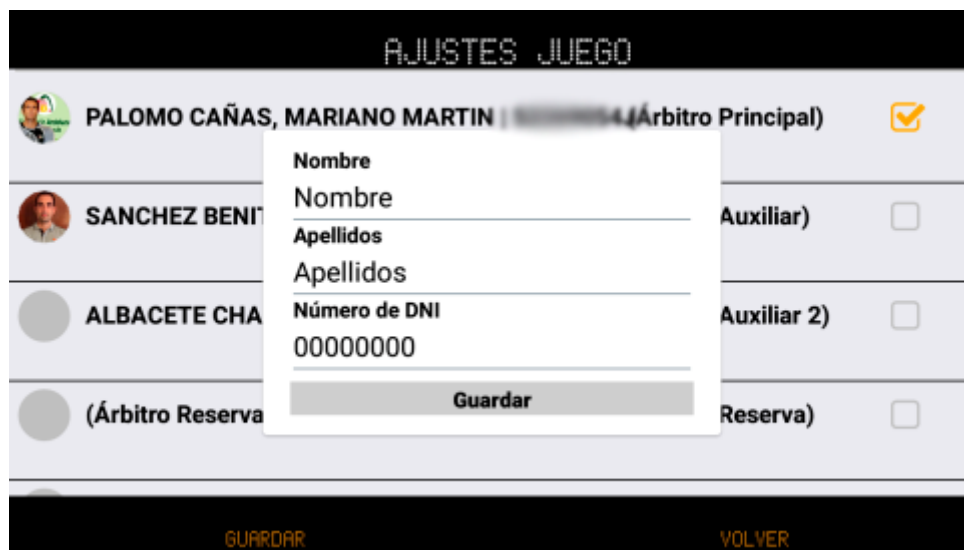 AJUSTES JUEGO
PALOMO CAÑAS, MARIANO MARTIN | (Árbitro Principal)
Nombre
Nombre
SANCHEZ BENIT Auxiliar)
Apellidos
Apellidos
ALBACETE CHA Auxiliar 2)
Número de DNI
00000000
Guardar
(Árbitro Reserva Reserva)
GUARDAR VOLVER